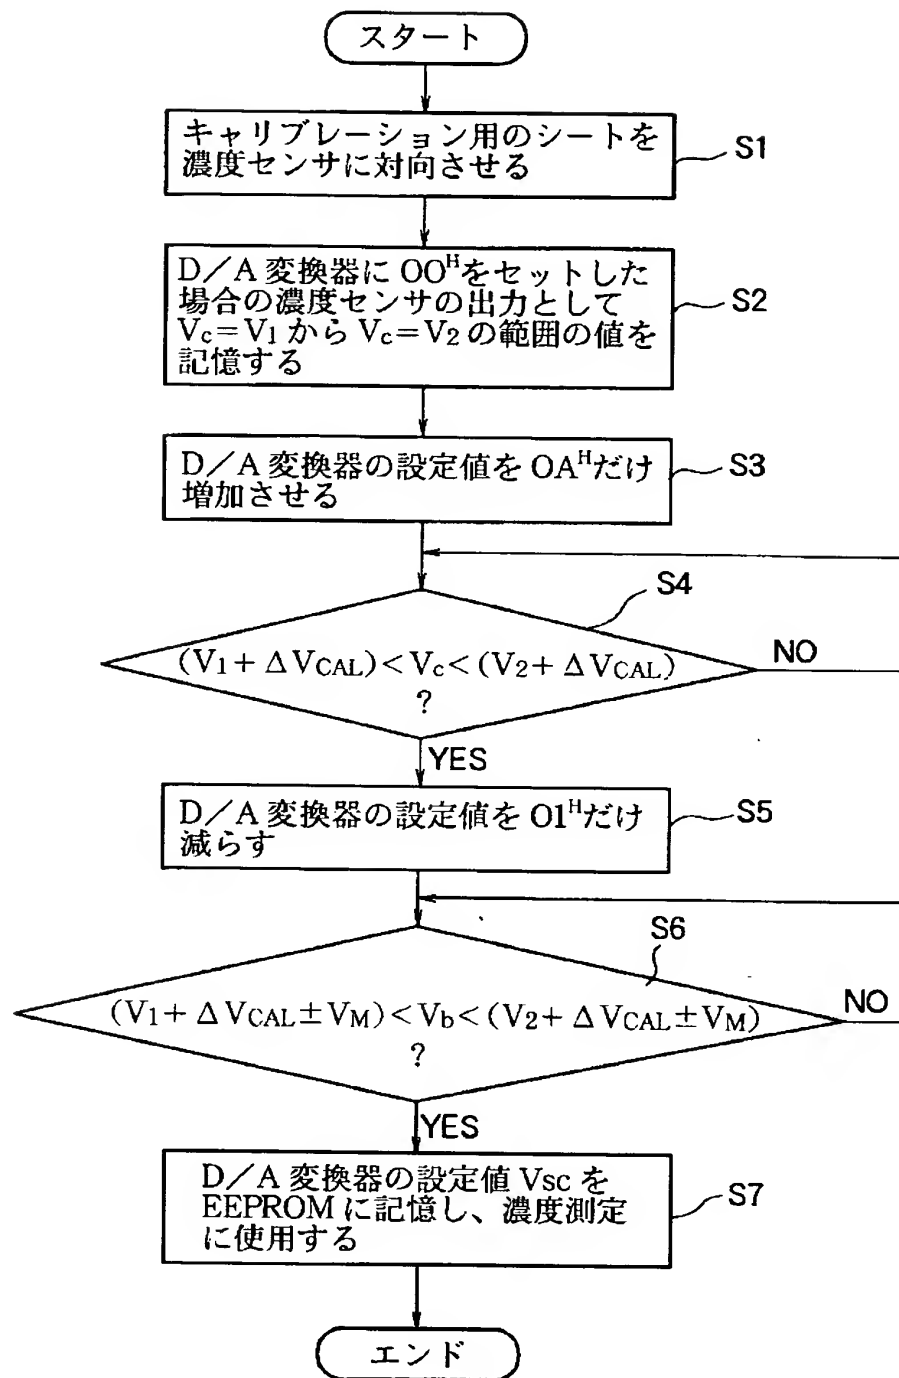 スタート
キャリブレーション用のシートを
濃度センサに対向させる
S1
D/A 変換器に OO^Hをセットした
場合の濃度センサの出力として
Vc=V1 から Vc=V2 の範囲の値を
記憶する
S2
D/A 変換器の設定値を OA^Hだけ
増加させる
S3
S4
(V1+ΔVCAL)<Vc<(V2+ΔVCAL)
?
NO
YES
D/A 変換器の設定値を O1^Hだけ
減らす
S5
S6
(V1+ΔVCAL±VM)<Vb<(V2+ΔVCAL±VM)
?
NO
YES
D/A 変換器の設定値 Vsc を
EEPROM に記憶し、濃度測定
に使用する
S7
エンド